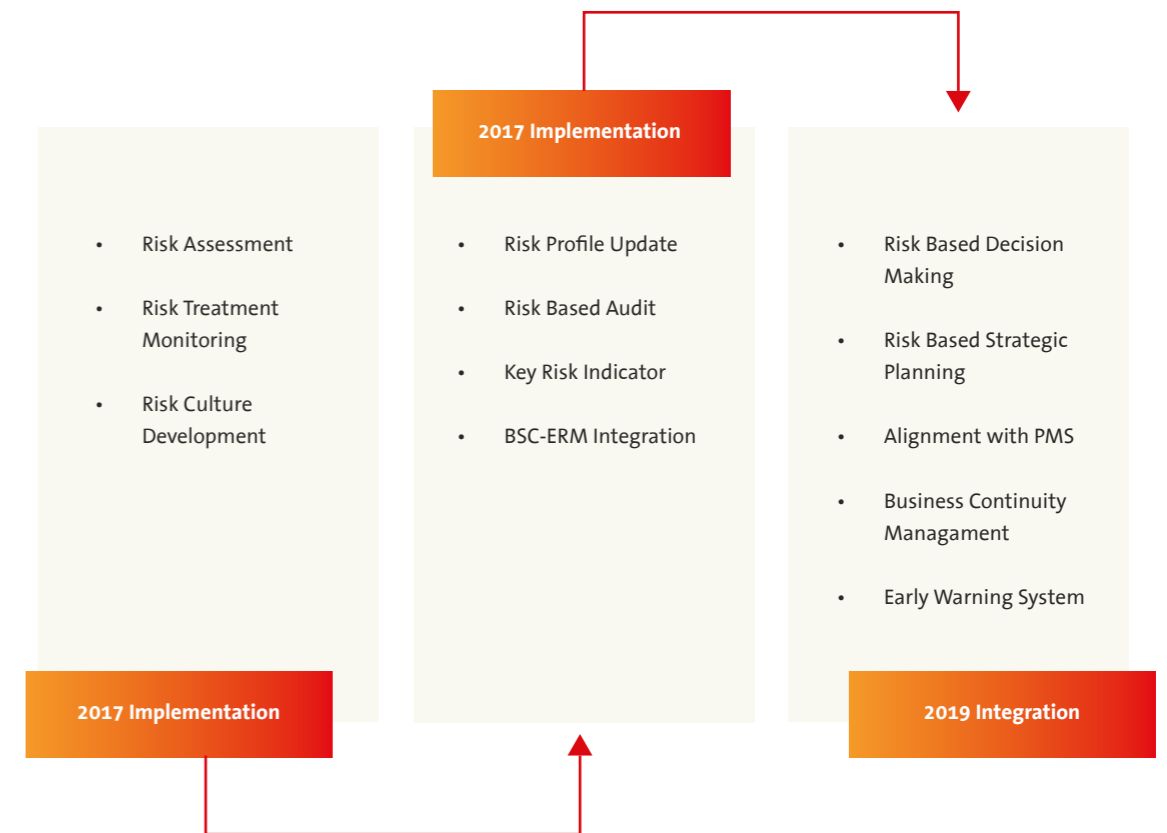 • Risk Assessment
• Risk Treatment
Monitoring
• Risk Culture
Development
2017 Implementation
2017 Implementation
• Risk Profile Update
• Risk Based Audit
• Key Risk Indicator
• BSC-ERM Integration
• Risk Based Decision
Making
• Risk Based Strategic
Planning
• Alignment with PMS
• Business Continuity
Managament
• Early Warning System
2019 Integration